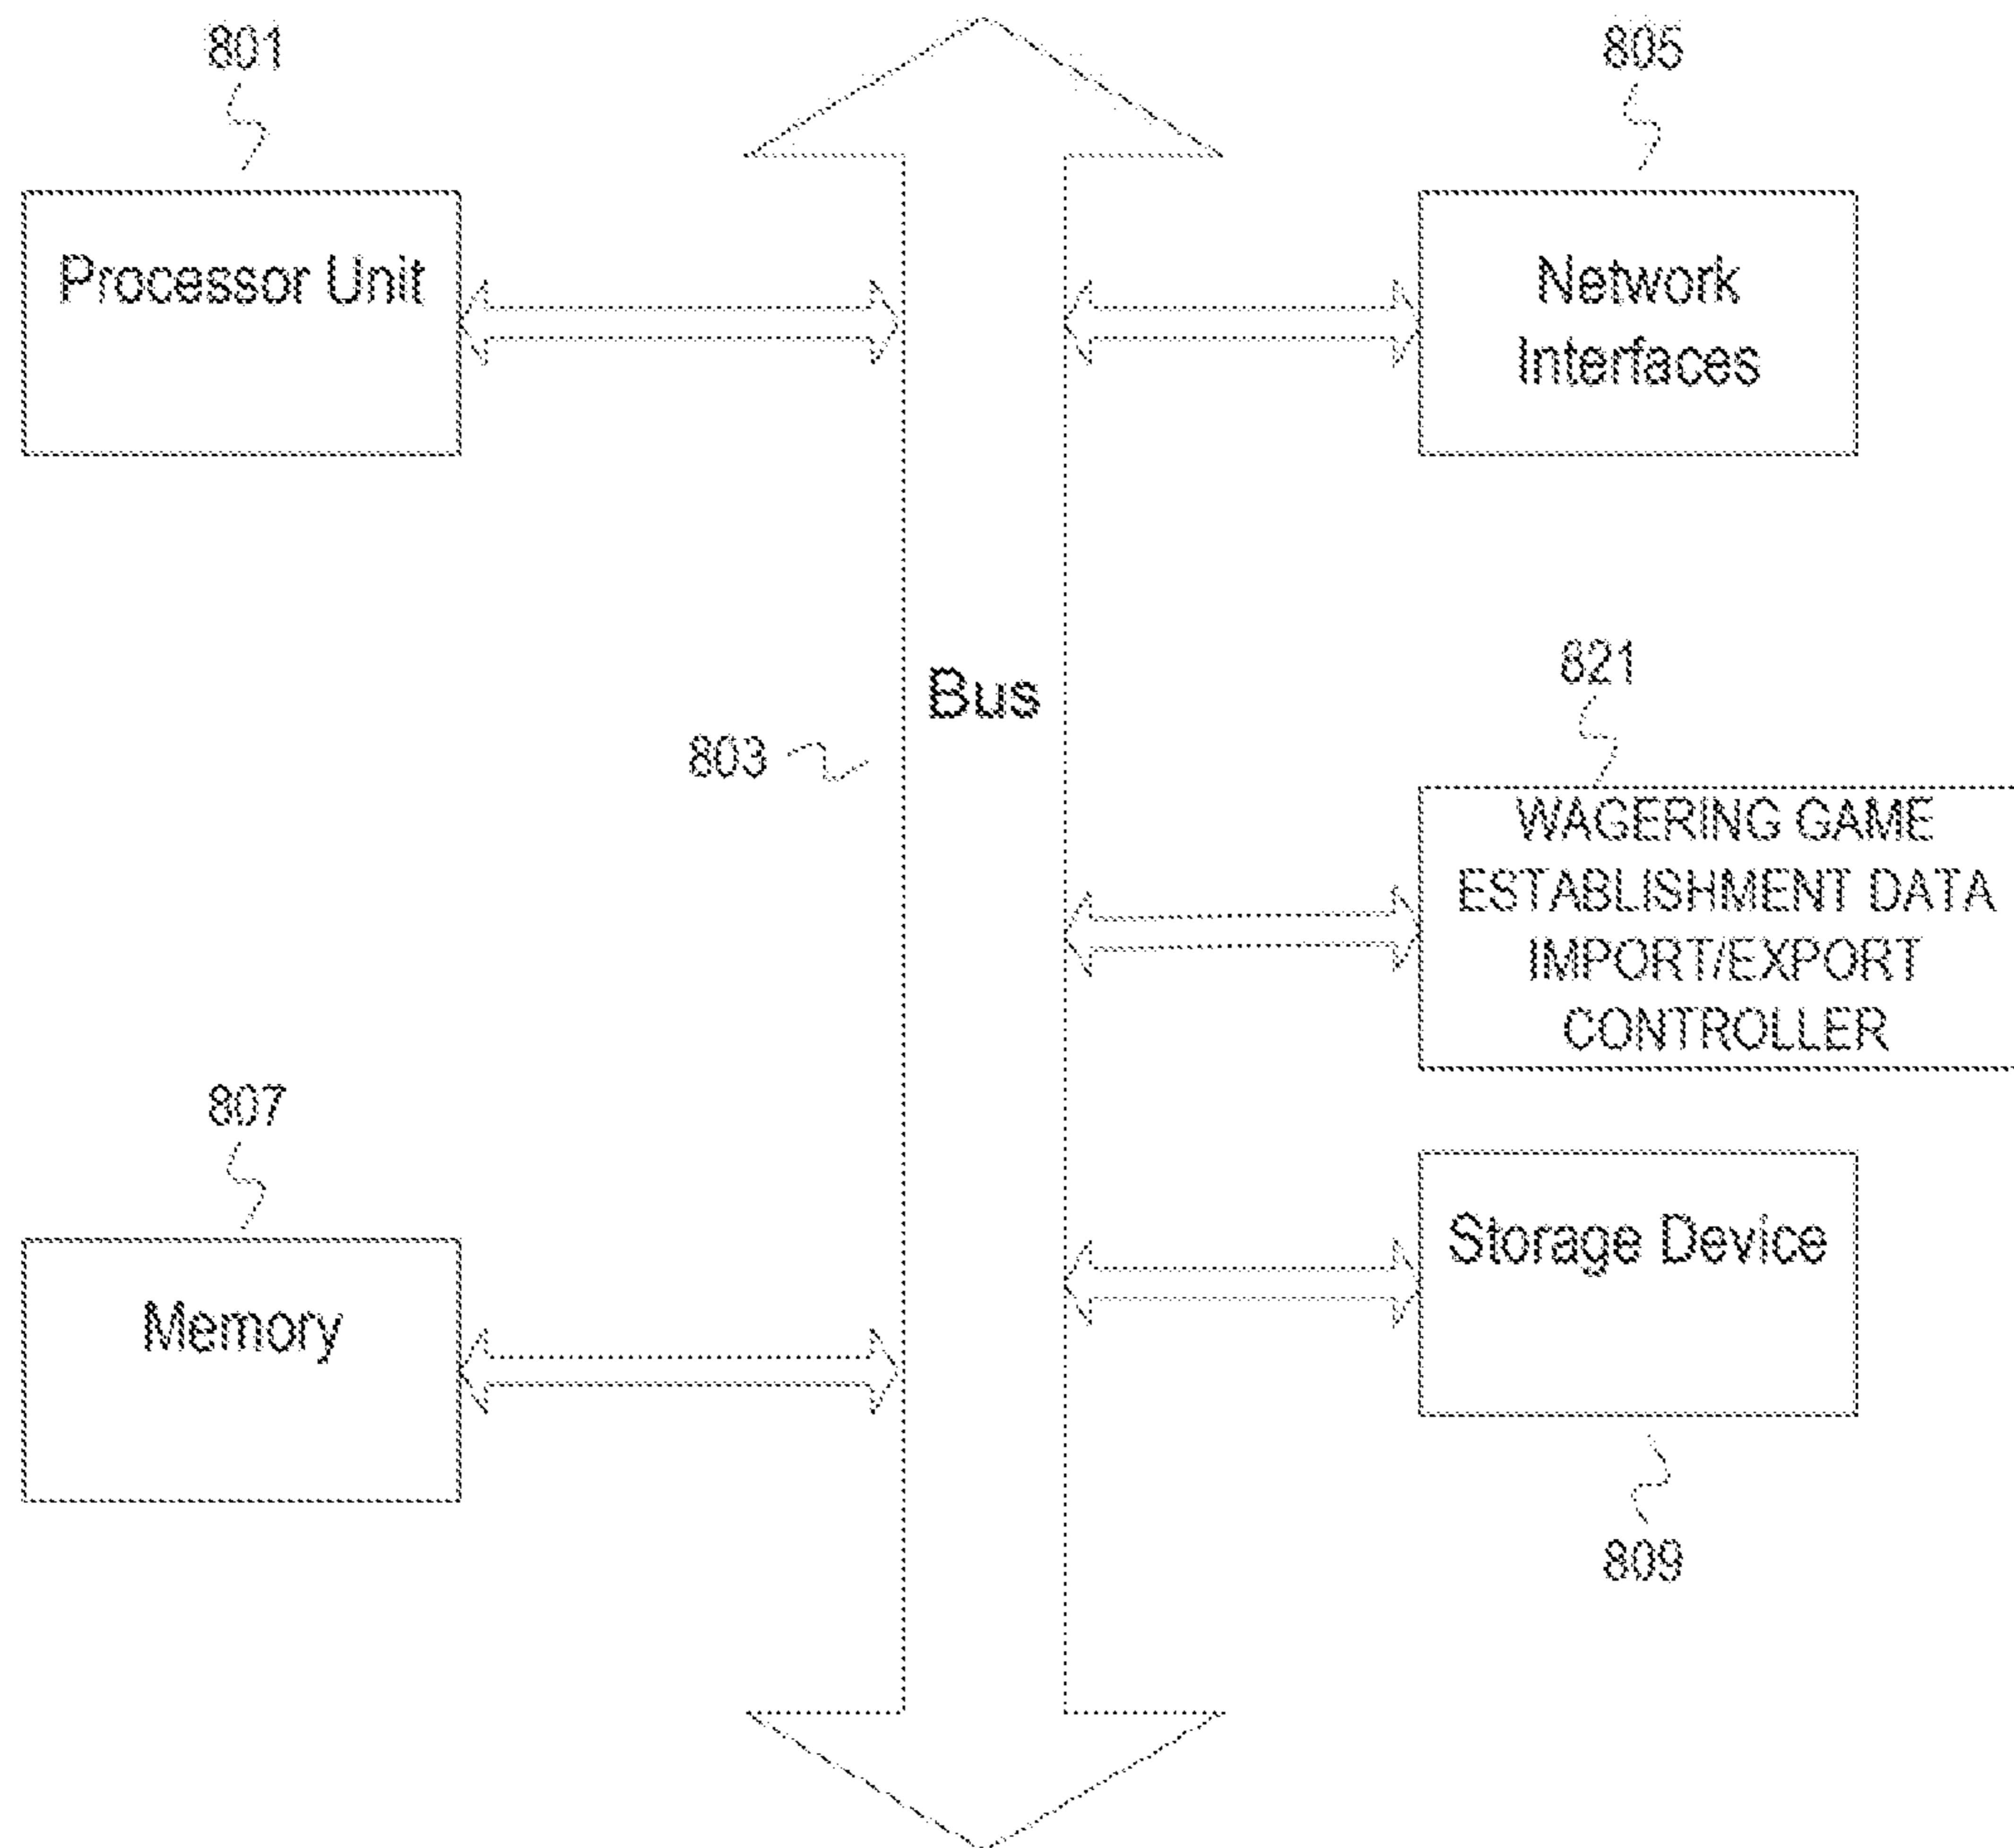 801
805
Processor Unit
Network
Interfaces
Bus
821
803
WAGERING GAME
ESTABLISHMENT DATA
IMPORT/EXPORT
CONTROLLER
807
Storage Device
Memory
809